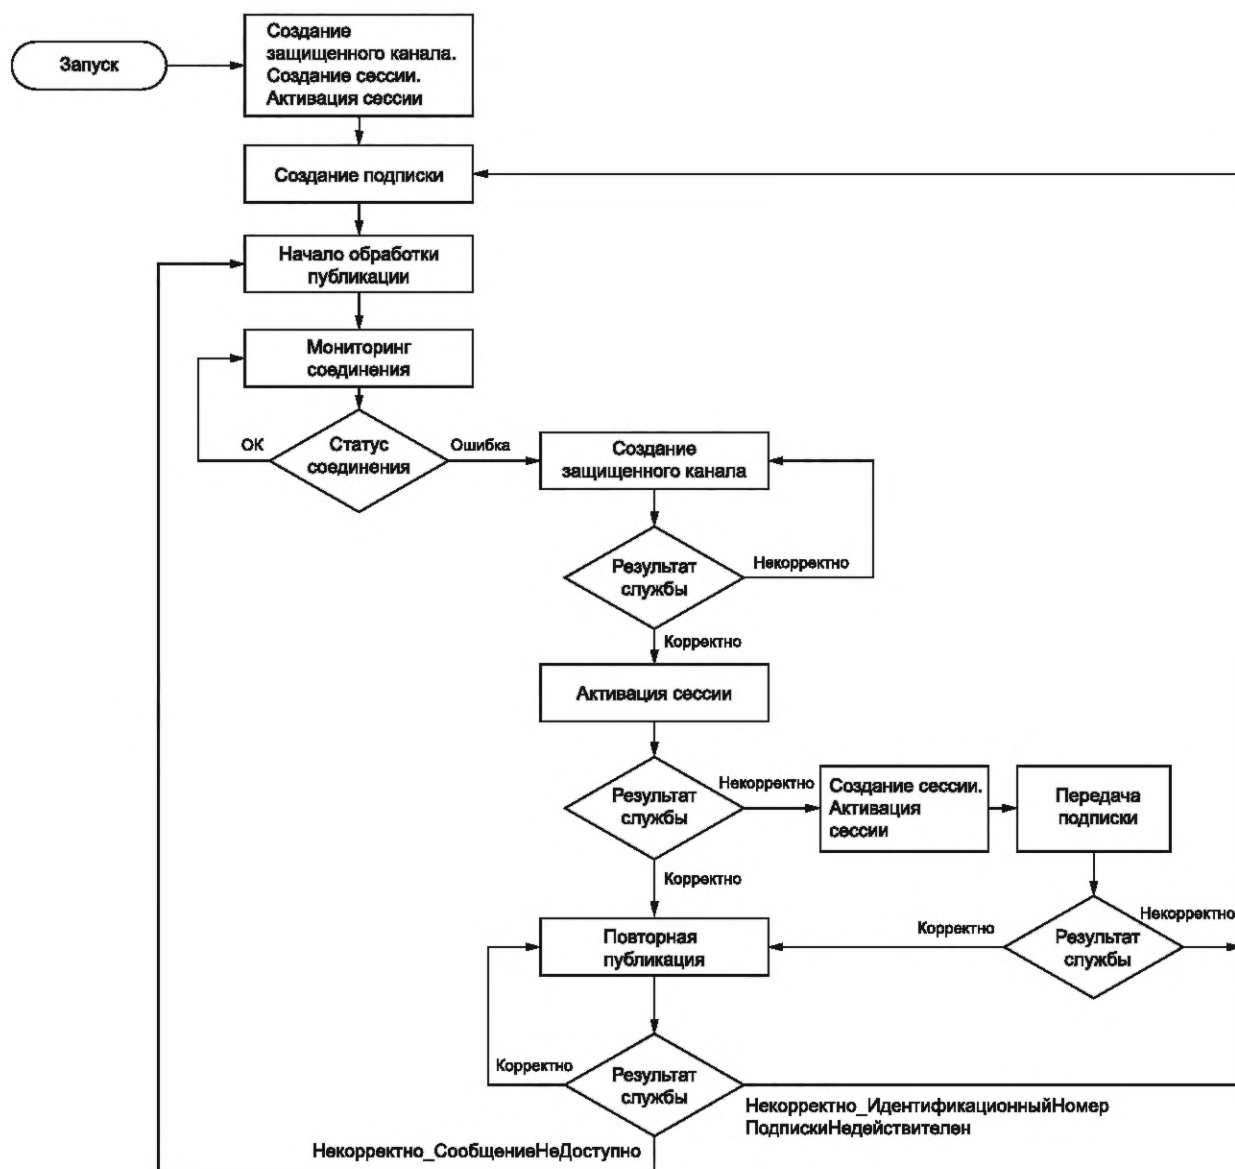 Запуск
Создание
защищенного канала.
Создание сессии.
Активация сессии
Создание подписки
Начало обработки
публикации
Мониторинг
соединения
ОК
Статус
соединения
Ошибка
Создание
защищенного канала
Результат
службы
Некорректно
Корректно
Активация сессии
Результат
службы
Некорректно
Создание сессии.
Активация
сессии
Передача
подписки
Корректно
Повторная
публикация
Корректно
Результат
службы
Некорректно
Корректно
Результат
службы
Некорректно_ИдентификационныйНомер
ПодпискиНедействителен
Некорректно_СообщениеНеДоступно